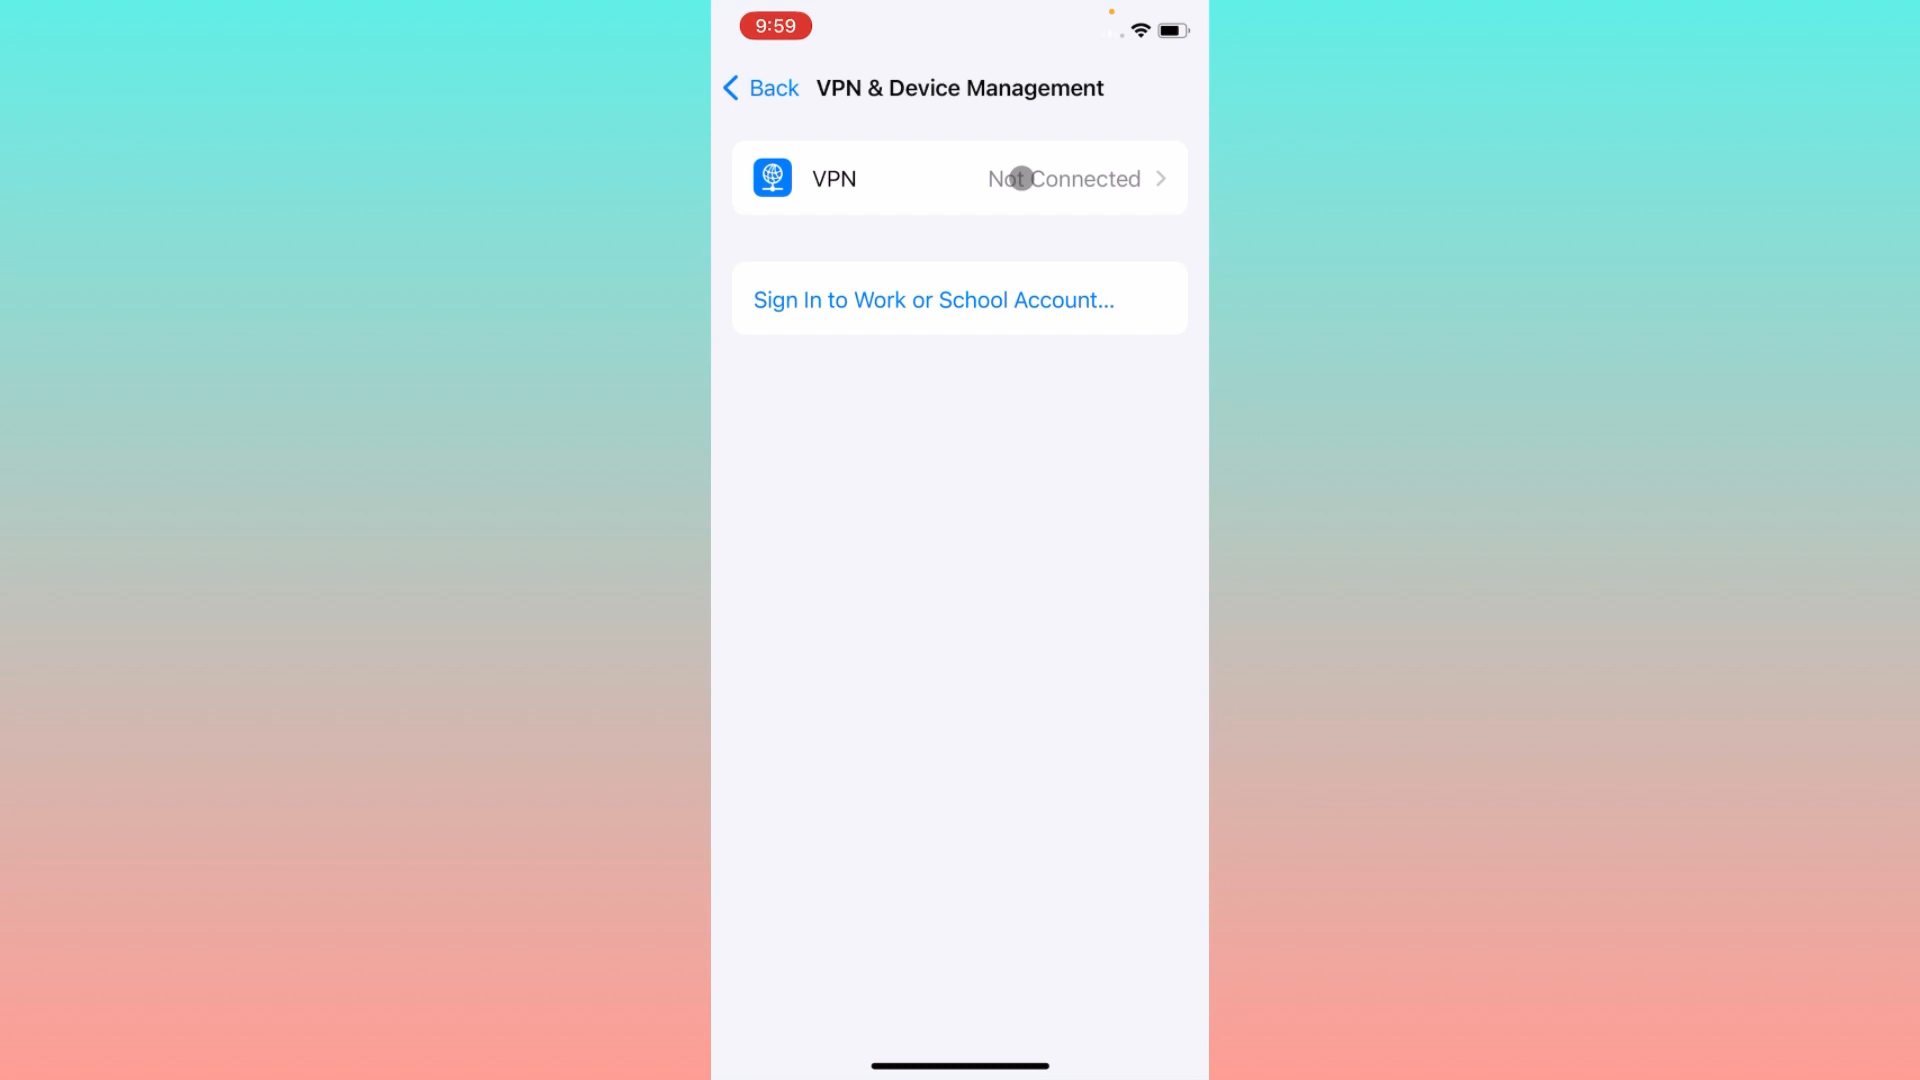 9:59
Back VPN & Device Management
VPN Not Connected
Sign In to Work or School Account...